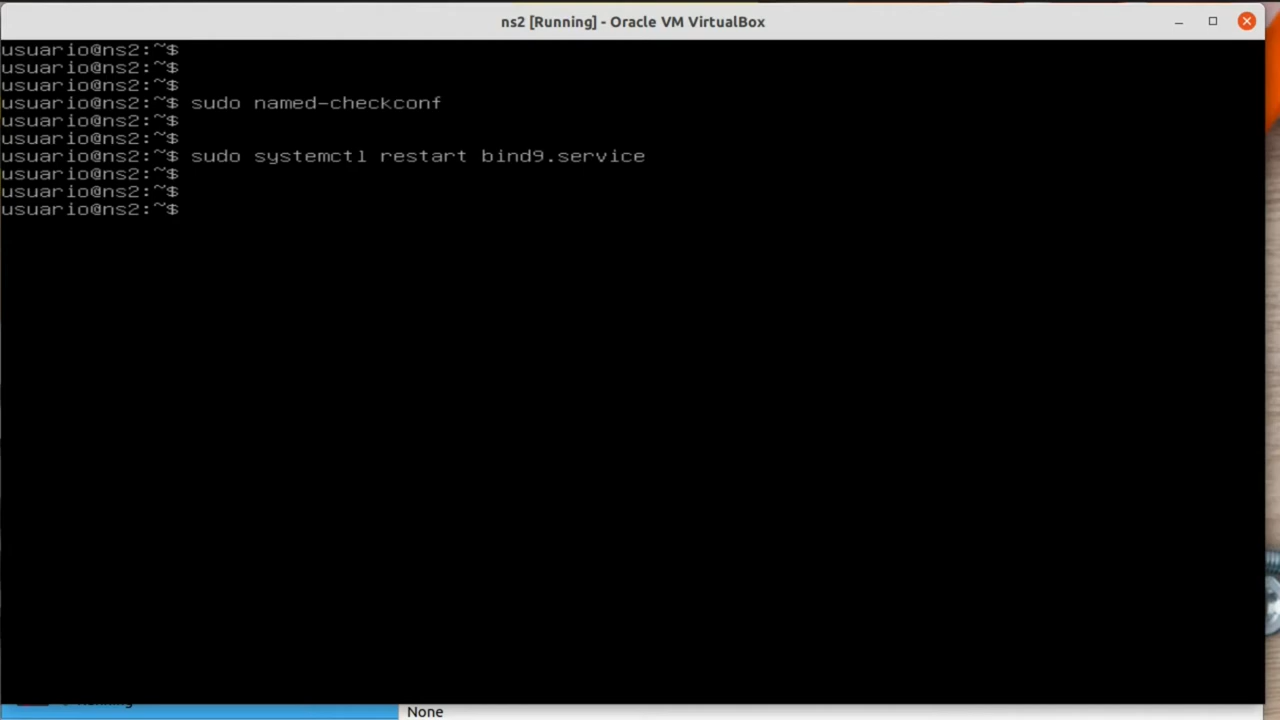 ns2 [Running] - Oracle VM VirtualBox
usuario@ns2:~$
usuario@ns2:~$
usuario@ns2:~$
usuario@ns2:~$ sudo named-checkconf
usuario@ns2:~$
usuario@ns2:~$
usuario@ns2:~$ sudo systemctl restart bind9.service
usuario@ns2:~$
usuario@ns2:~$
usuario@ns2:~$
None